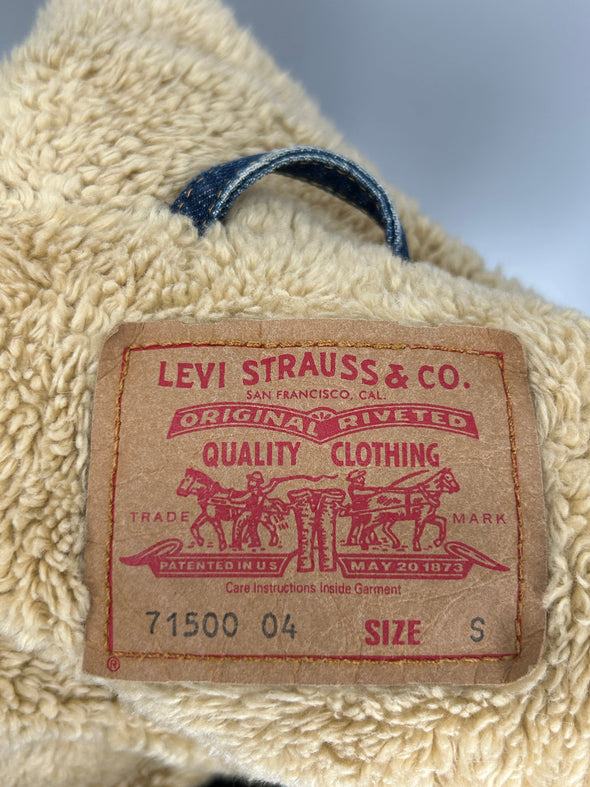 LEVI STRAUSS & CO.
SAN FRANCISCO, CAL.
ORIGINAL RIVETED
QUALITY CLOTHING
TRADE MARK
PATENTED IN U S MAY 20 1873
Care Instructions Inside Garment
71500 04 SIZE S
®